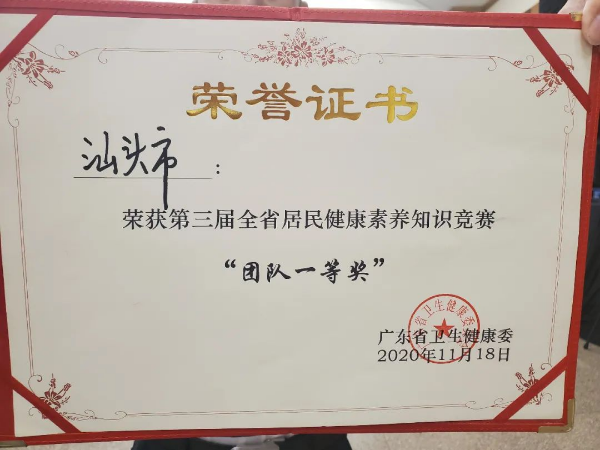 荣誉证书
汕头市:
荣获第三届全省居民健康素养知识竞赛
“团队一等奖”
广东省卫生健康委
2020年11月18日